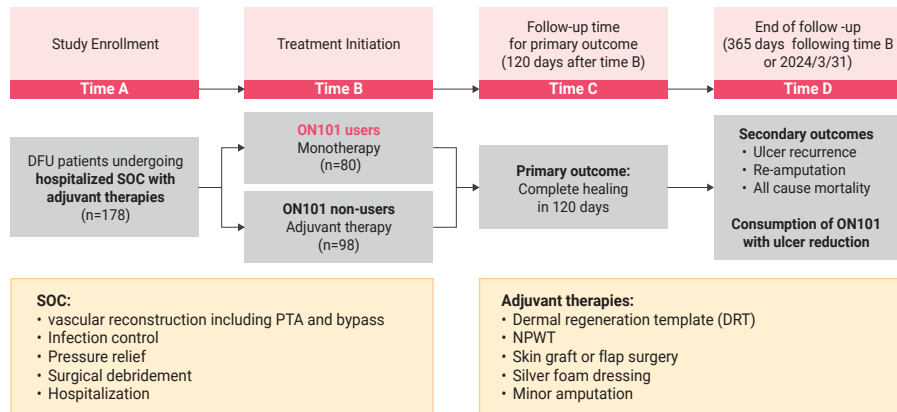 Study Enrollment
Time A
Treatment Initiation
Time B
Follow-up time
for primary outcome
(120 days after time B)
Time C
End of follow -up
(365 days following time B
or 2024/3/31)
Time D
DFU patients undergoing
hospitalized SOC with
adjuvant therapies
(n=178)
ON101 users
Monotherapy
(n=80)
ON101 non-users
Adjuvant therapy
(n=98)
Primary outcome:
Complete healing
in 120 days
Secondary outcomes
• Ulcer recurrence
• Re-amputation
• All cause mortality
Consumption of ON101
with ulcer reduction
SOC:
• vascular reconstruction including PTA and bypass
• Infection control
• Pressure relief
• Surgical debridement
• Hospitalization
Adjuvant therapies:
• Dermal regeneration template (DRT)
• NPWT
• Skin graft or flap surgery
• Silver foam dressing
• Minor amputation